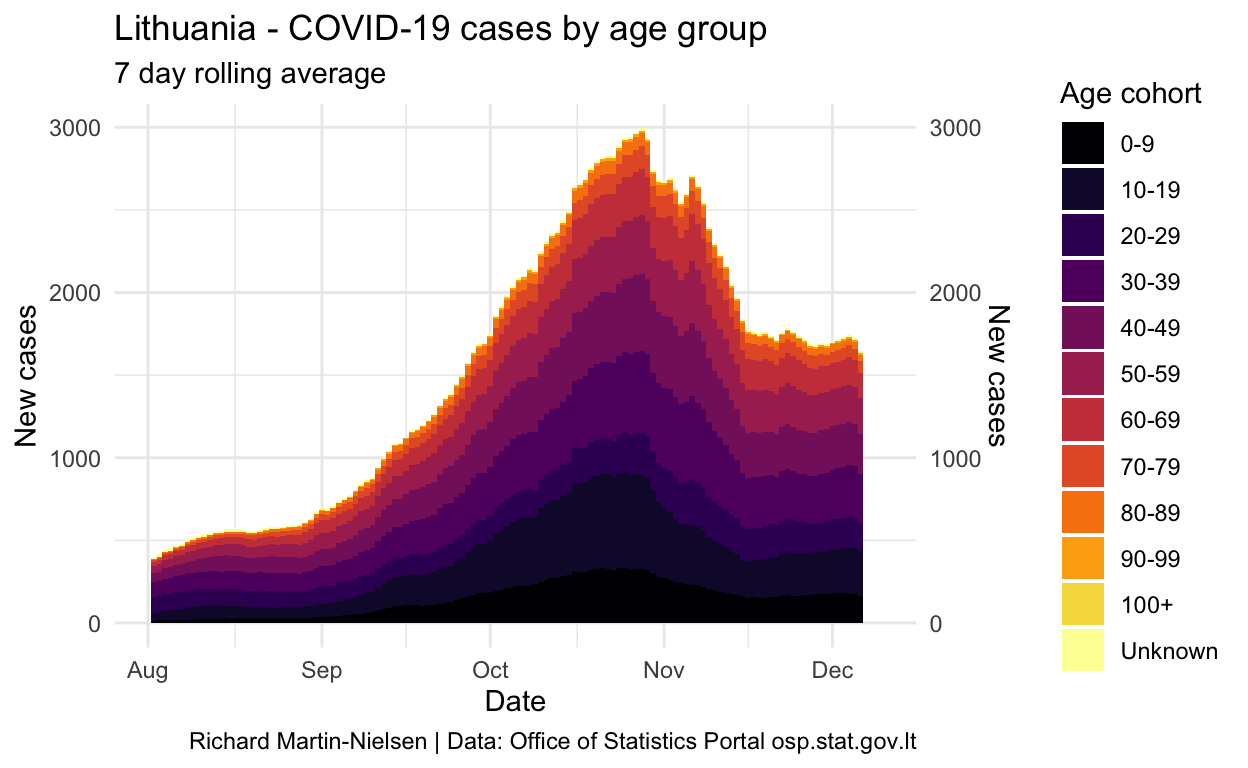 Lithuania - COVID-19 cases by age group
7 day rolling average
New cases
3000
2000
1000
0
3000
2000
1000
0
New cases
Aug Sep Oct Nov Dec
Date
Age cohort
0-9
10-19
20-29
30-39
40-49
50-59
60-69
70-79
80-89
90-99
100+
Unknown
Richard Martin-Nielsen | Data: Office of Statistics Portal osp.stat.gov.lt